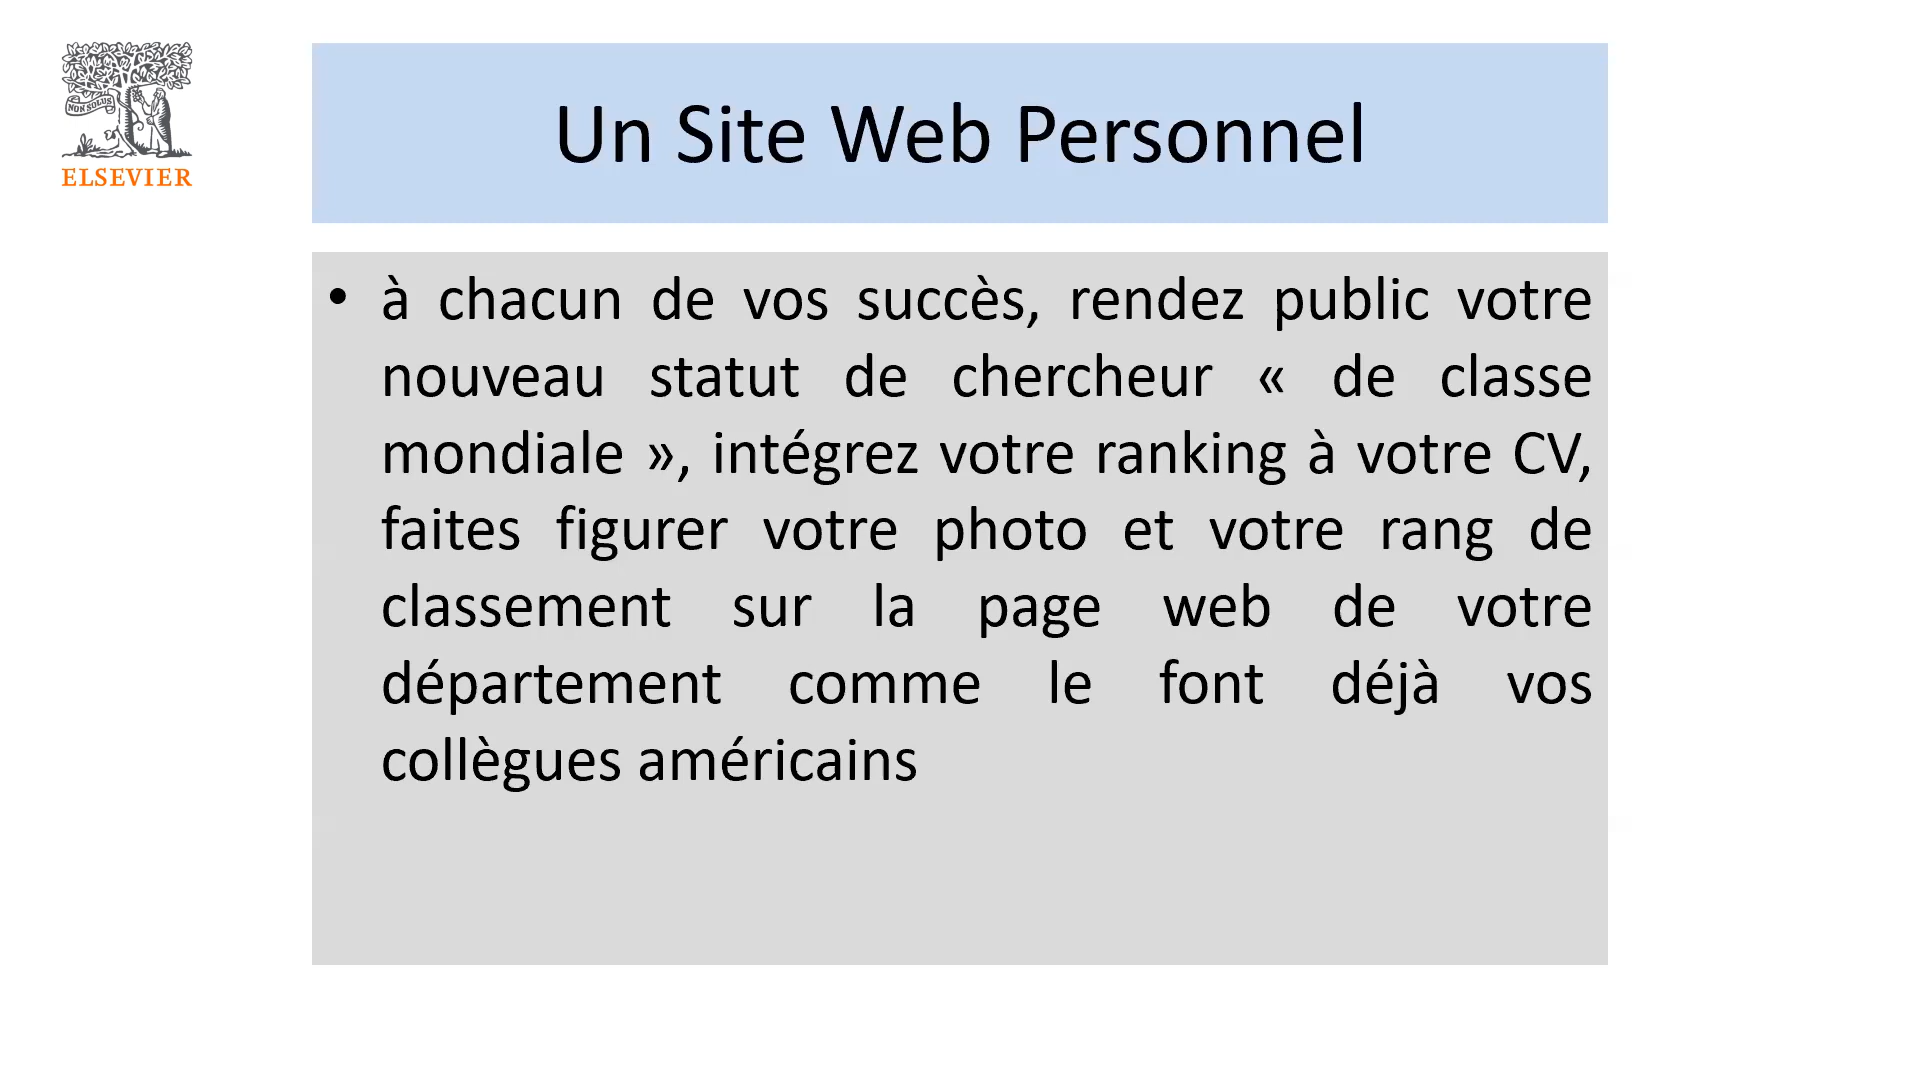 NON SOLUS
ELSEVIER
Un Site Web Personnel
• à chacun de vos succès, rendez public votre
nouveau statut de chercheur « de classe
mondiale », intégrez votre ranking à votre CV,
faites figurer votre photo et votre rang de
classement sur la page web de votre
département comme le font déjà vos
collègues américains